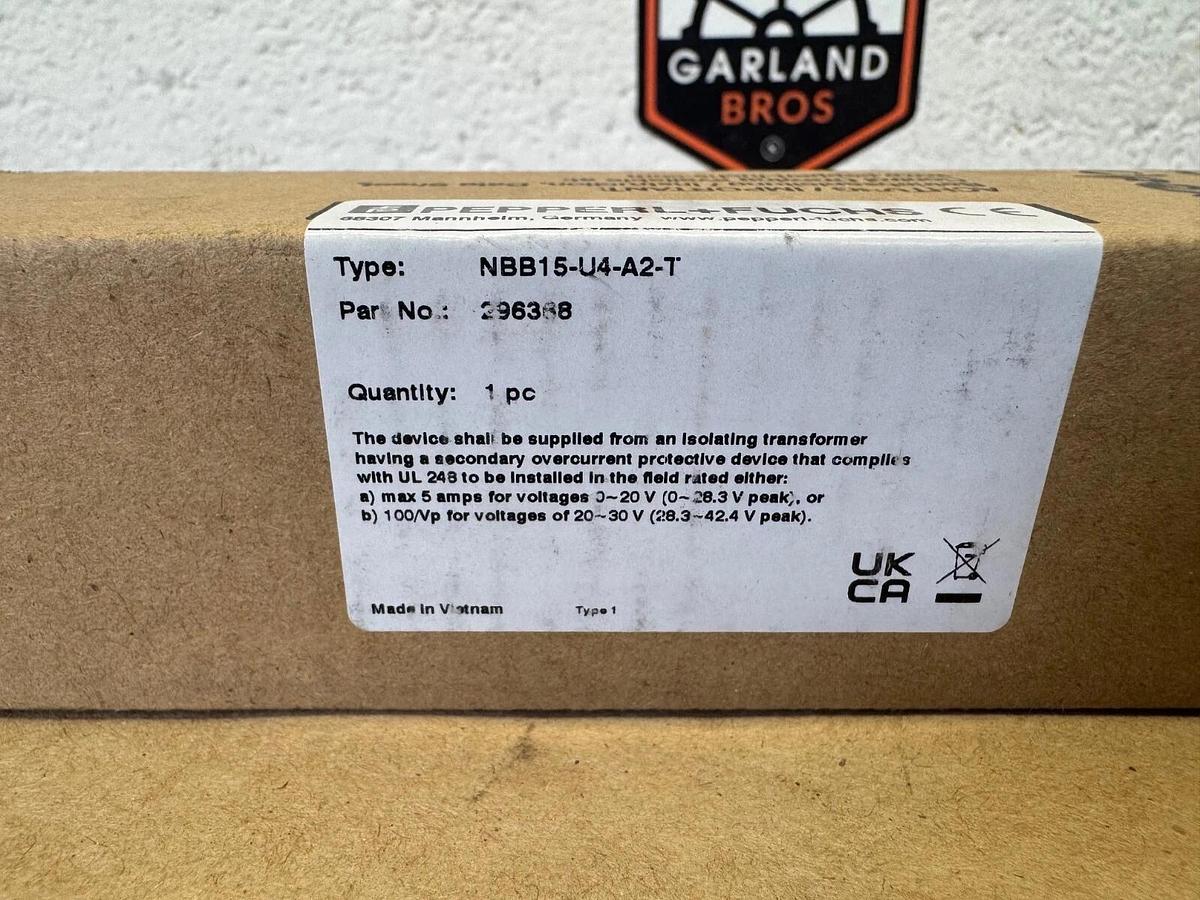 GARLAND
BROS
PEPPERL+FUCHS CE
68307 Mannheim, Germany www.pepperl-fuchs.com
Type: NBB15-U4-A2-T
Part No.:
Quantity: 1 pc
The device shall be supplied from an isolating transformer
having a secondary overcurrent protective device that complies
with UL 248 to be installed in the field rated either:
a) max 5 amps for voltages 0~20 V (0~28.3 V peak), or
b) 100/Vp for voltages of 20~30 V (28.3~42.4 V peak).
UK
CA
Made in Vietnam Type 1